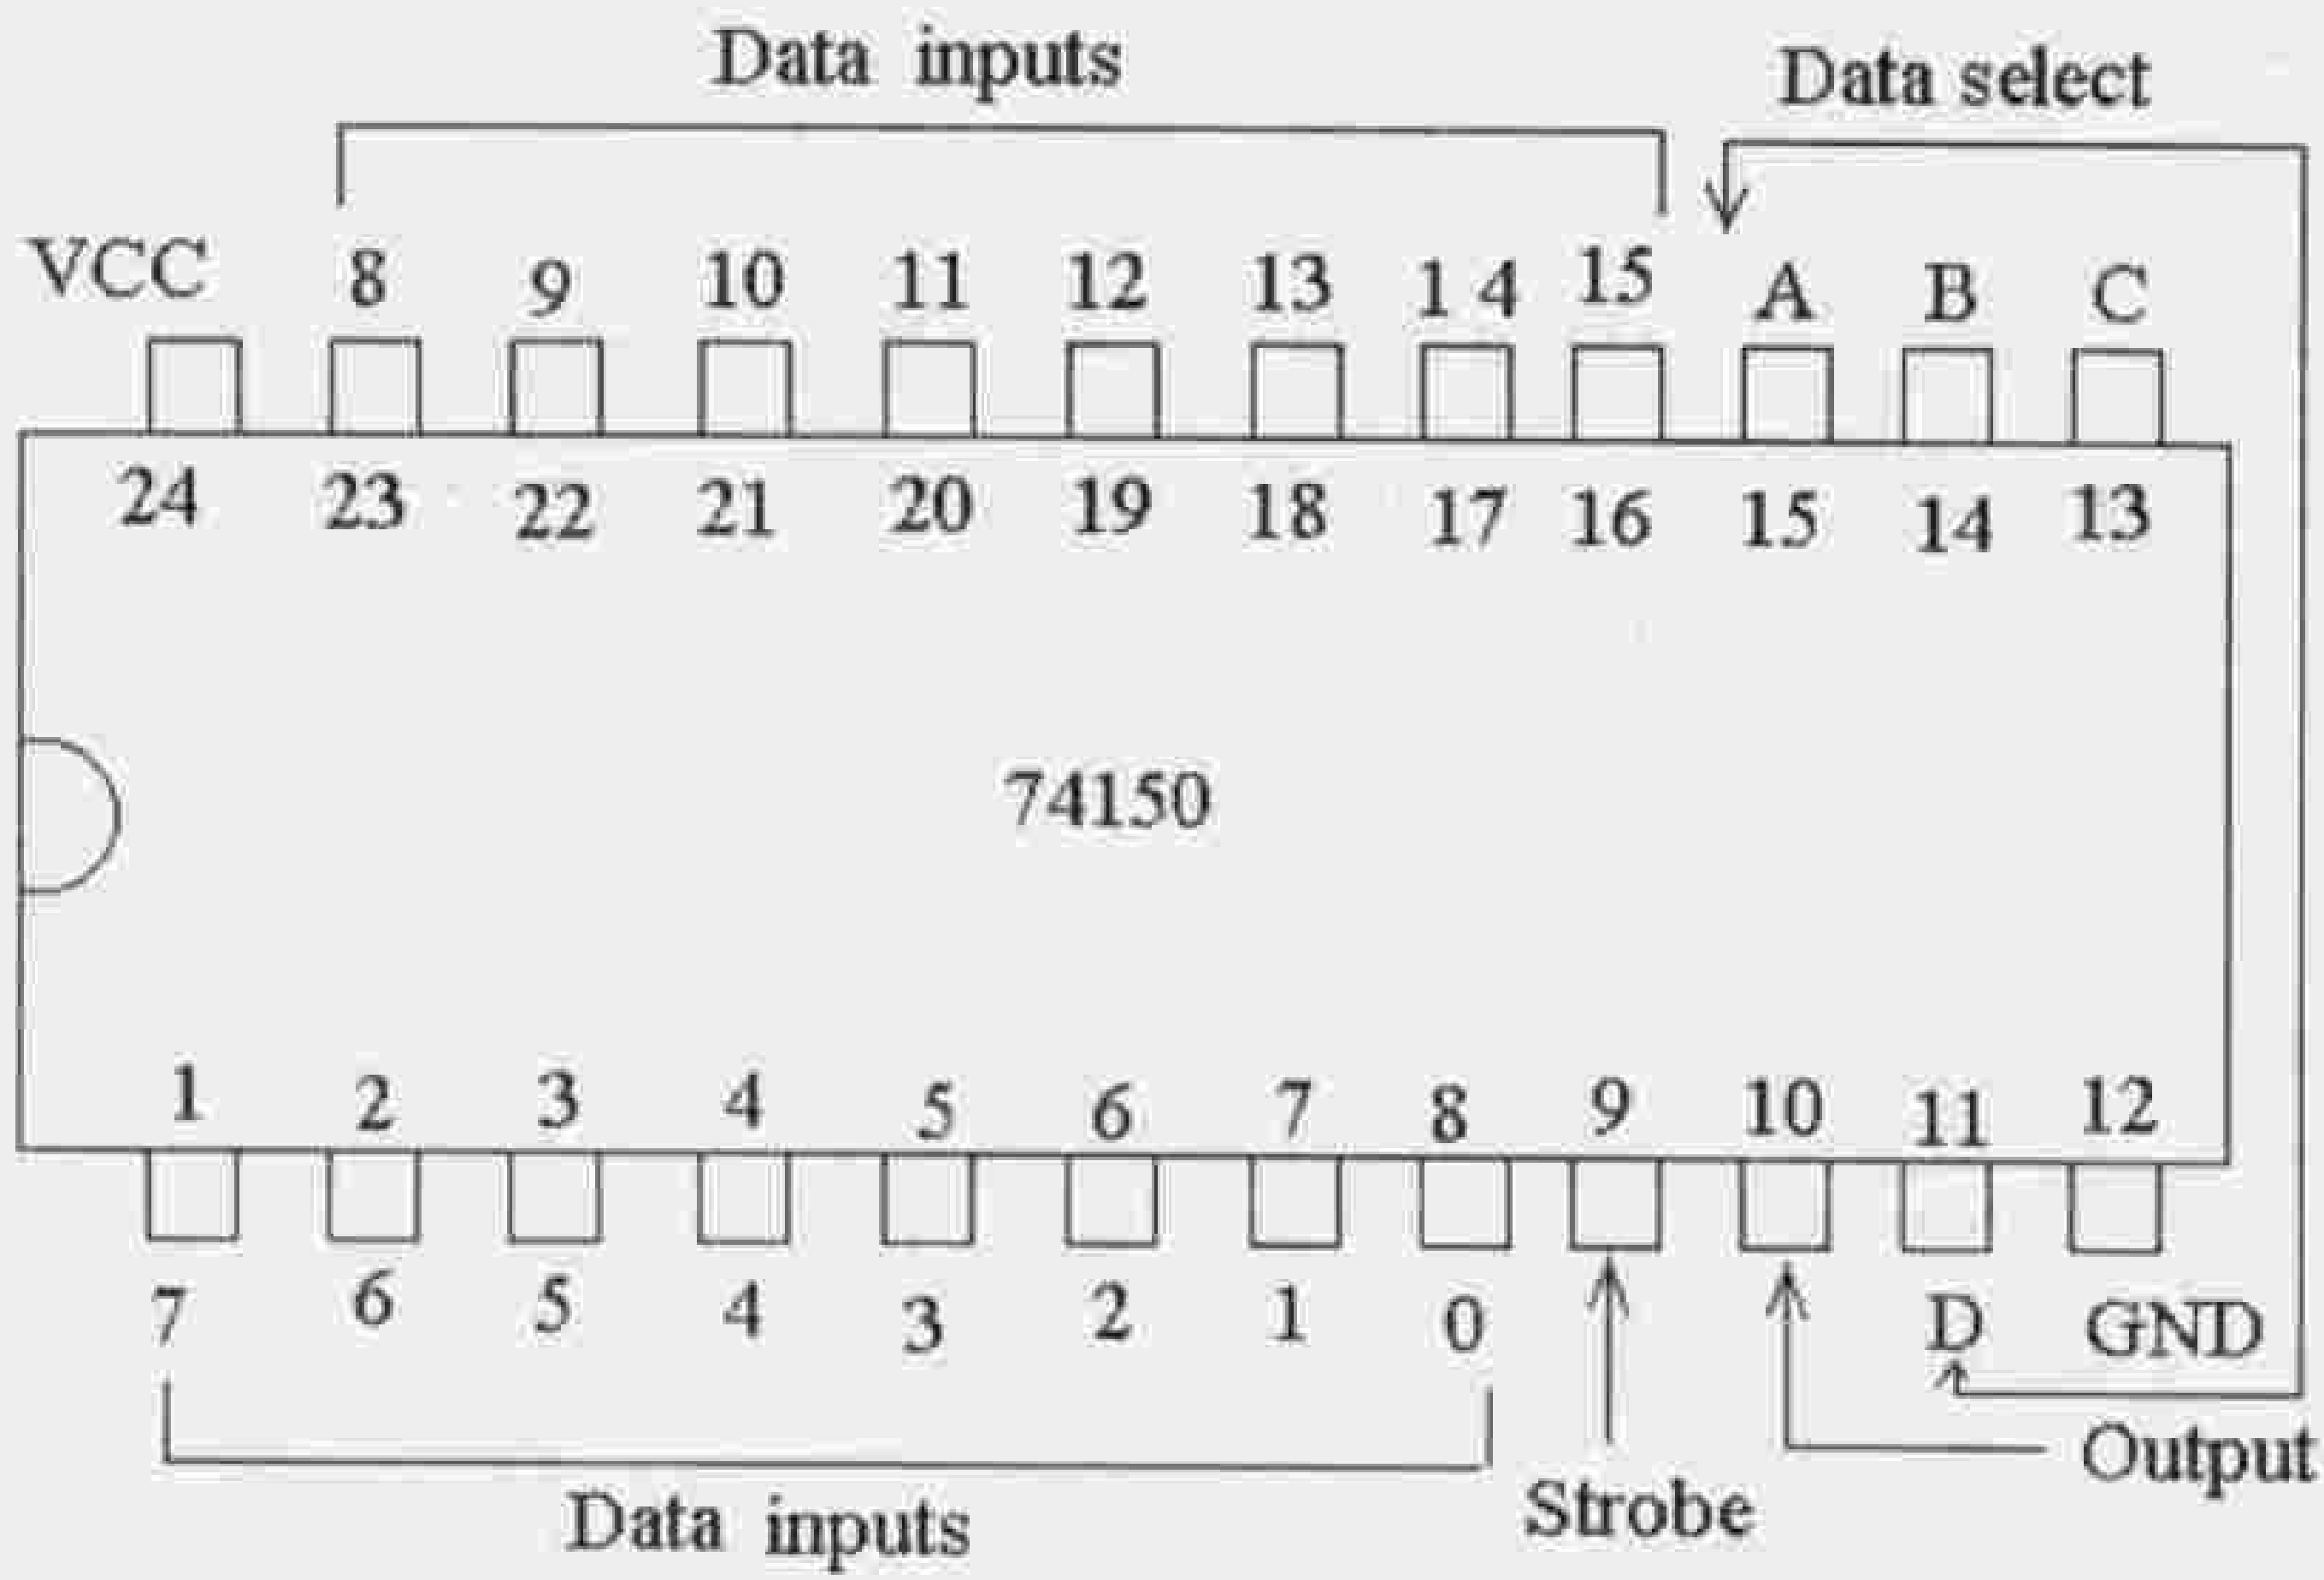 Data inputs
Data select
VCC 8 9 10 11 12 13 1 4 15 A B C
24 23 22 21 20 19 18 17 16 15 14 13
74150
1 2 3 4 5 6 7 8 9 10 11 12
7 6 5 4 3 2 1 0 D GND
Output
Strobe
Data inputs